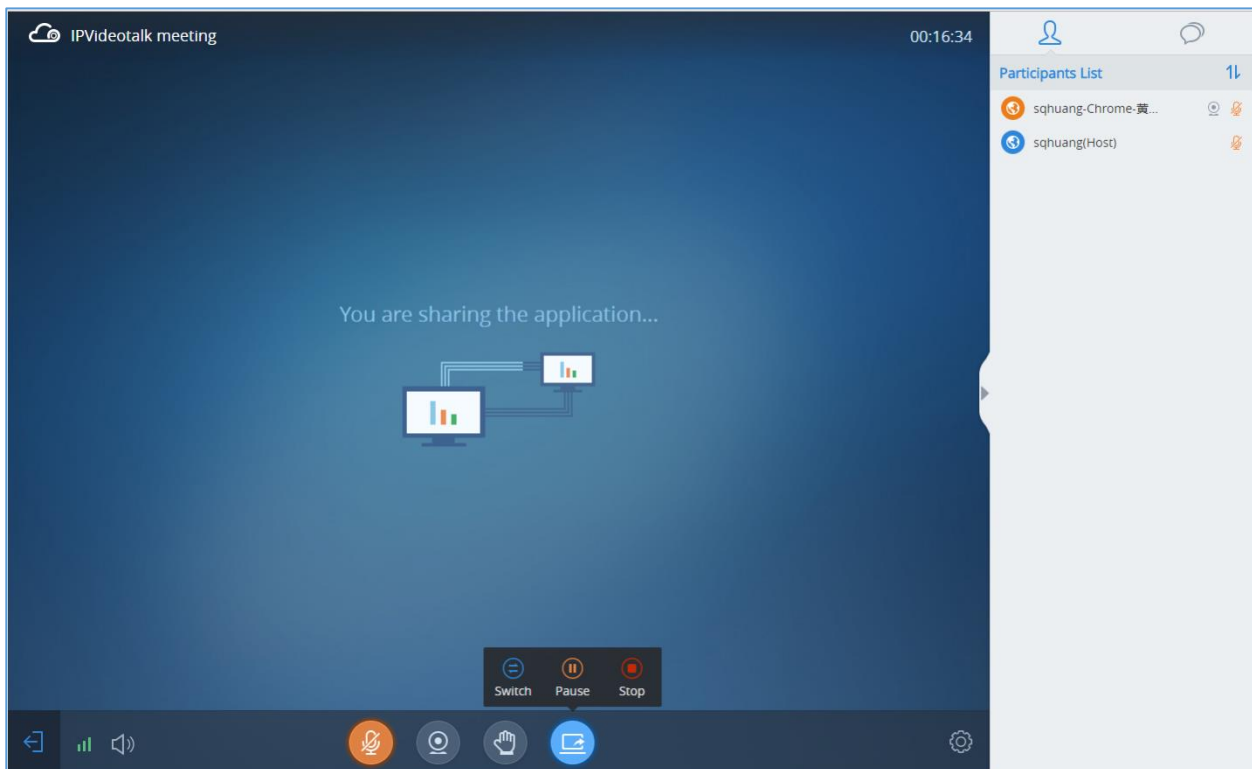 IPVideotalk meeting
00:16:34
Participants List
sqhuang-Chrome-黄...
sqhuang(Host)
You are sharing the application...
Switch
Pause
Stop